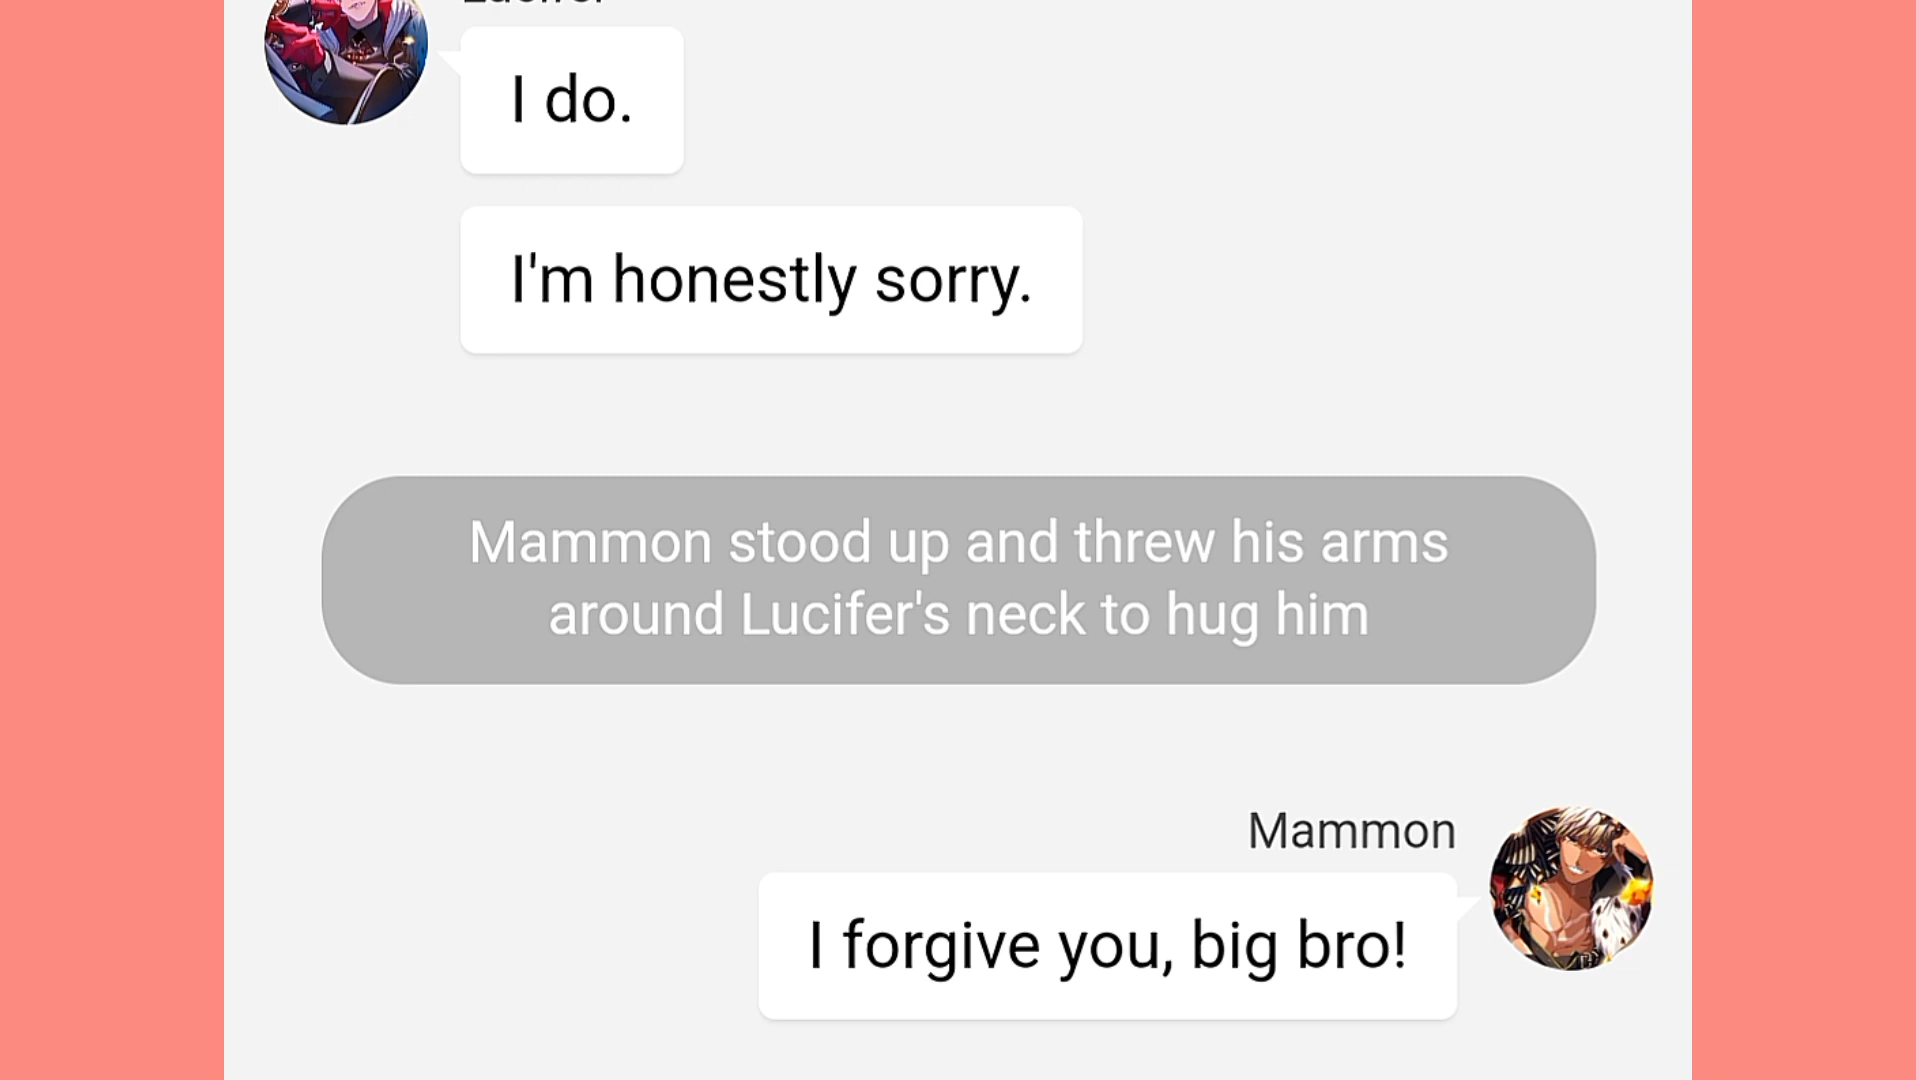 Lucifer
I do.
I'm honestly sorry.
Mammon stood up and threw his arms
around Lucifer's neck to hug him
Mammon
I forgive you, big bro!